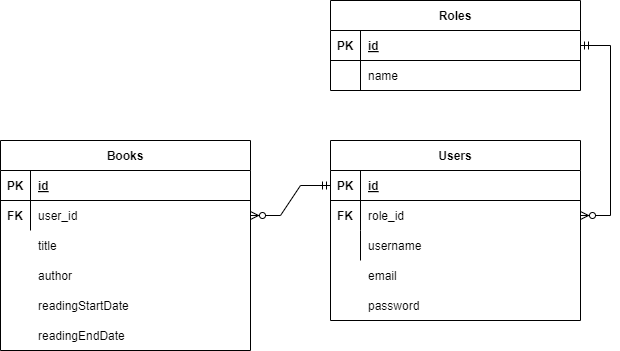 Roles
PK id
name
Books
PK id
FK user_id
title
author
readingStartDate
readingEndDate
Users
PK id
FK role_id
username
email
password